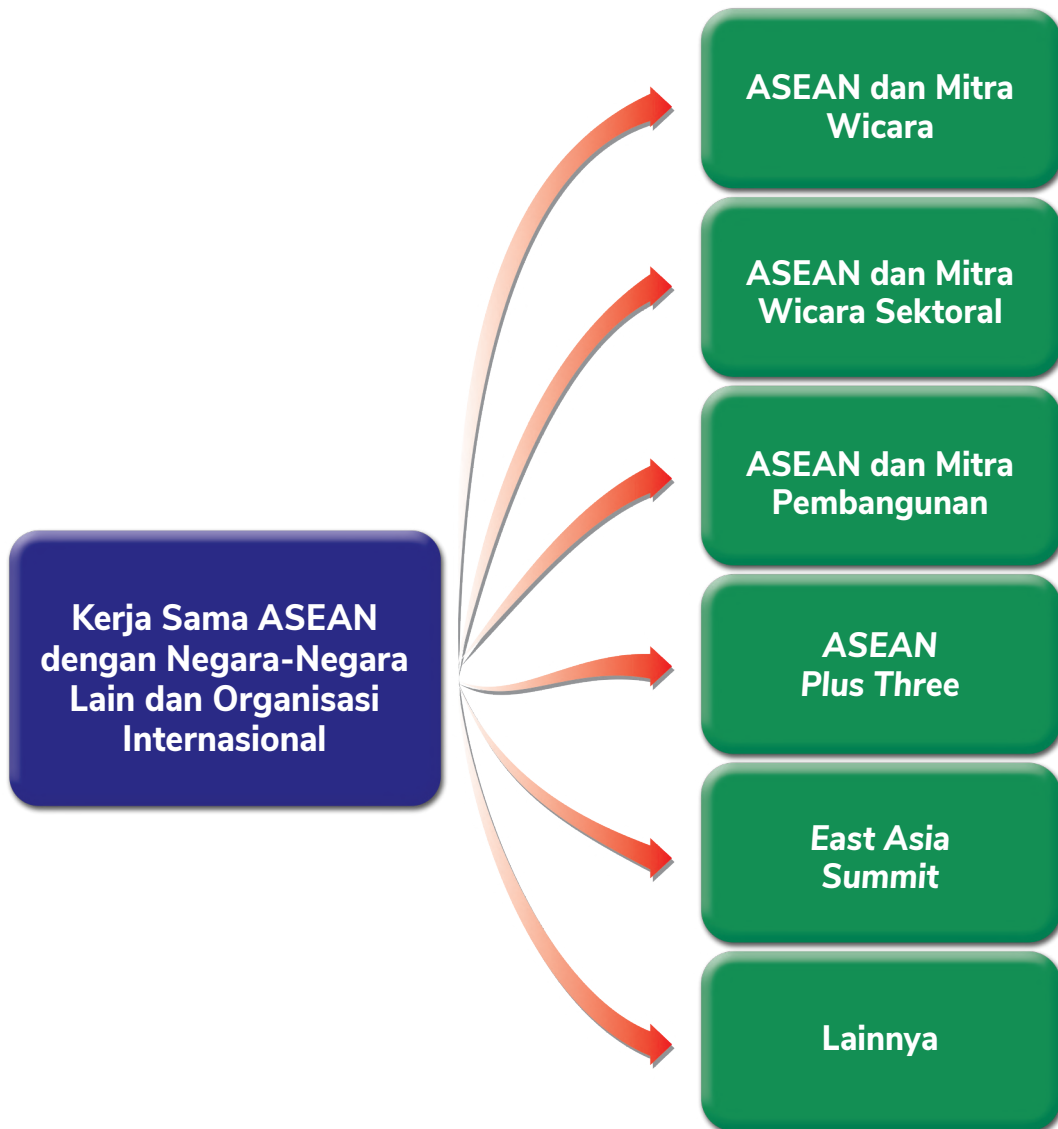 Kerja Sama ASEAN
dengan Negara-Negara
Lain dan Organisasi
Internasional
ASEAN dan Mitra
Wicara
ASEAN dan Mitra
Wicara Sektoral
ASEAN dan Mitra
Pembangunan
ASEAN
Plus Three
East Asia
Summit
Lainnya